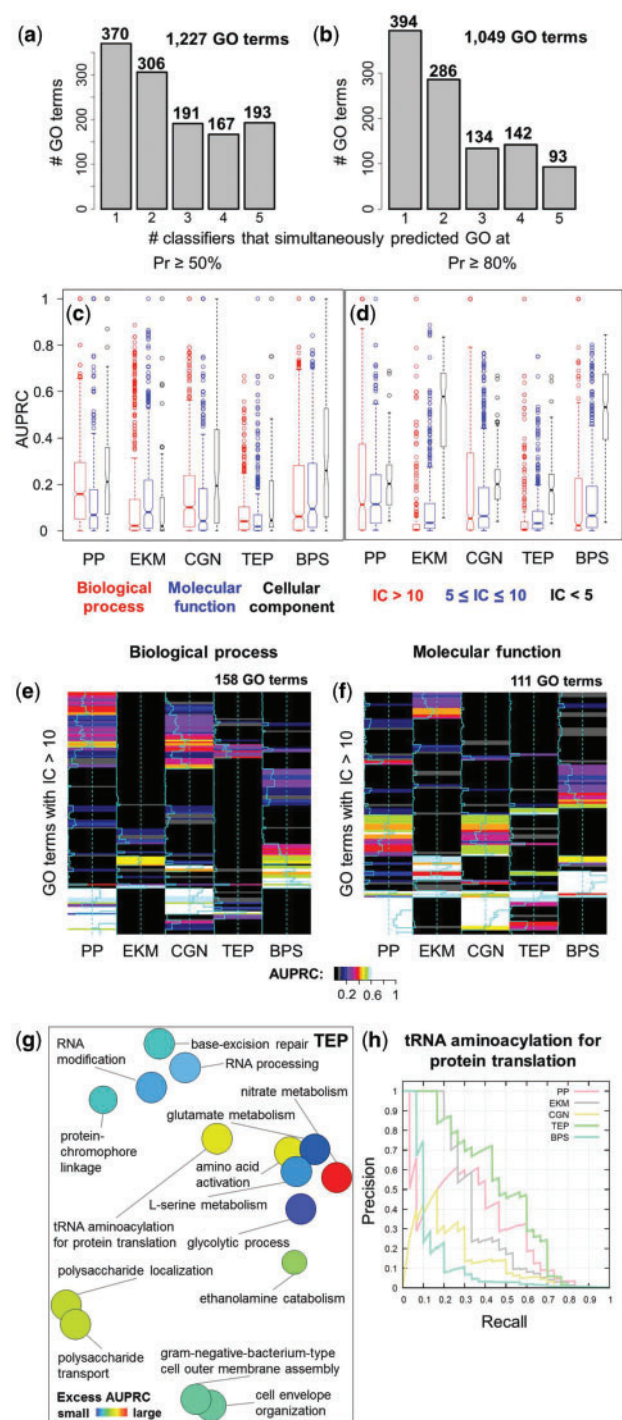 (a)
1,227 GO terms
370
306
191
167
193
# GO terms
0 100 300
1 2 3 4 5
(b)
1,049 GO terms
394
286
134
142
93
# GO terms
0 100 300
1 2 3 4 5
# classifiers that simultaneously predicted GO at
Pr ≥ 50%
Pr ≥ 80%
(c)
(d)
AUPRC
1
0.8
0.6
0.4
0.2
0
PP EKM CGN TEP BPS
PP EKM CGN TEP BPS
Biological process
Molecular function
Cellular component
IC > 10
5 ≤ IC ≤ 10
IC < 5
Biological process
Molecular function
(e)
158 GO terms
(f)
111 GO terms
GO terms with IC > 10
GO terms with IC > 10
PP EKM CGN TEP BPS
PP EKM CGN TEP BPS
AUPRC:
0.2 0.6 1
(g)
TEP
RNA modification
base-excision repair
RNA processing
nitrate metabolism
glutamate metabolism
protein-chromophore linkage
amino acid activation
L-serine metabolism
tRNA aminoacylation for protein translation
glycolytic process
polysaccharide localization
ethanolamine catabolism
polysaccharide transport
gram-negative-bacterium-type cell outer membrane assembly
cell envelope organization
Excess AUPRC
small large
(h)
tRNA aminoacylation for
protein translation
PP
EKM
CGN
TEP
BPS
Precision
1
0.9
0.8
0.7
0.6
0.5
0.4
0.3
0.2
0.1
0
0 0.1 0.2 0.3 0.4 0.5 0.6 0.7 0.8 0.9 1
Recall